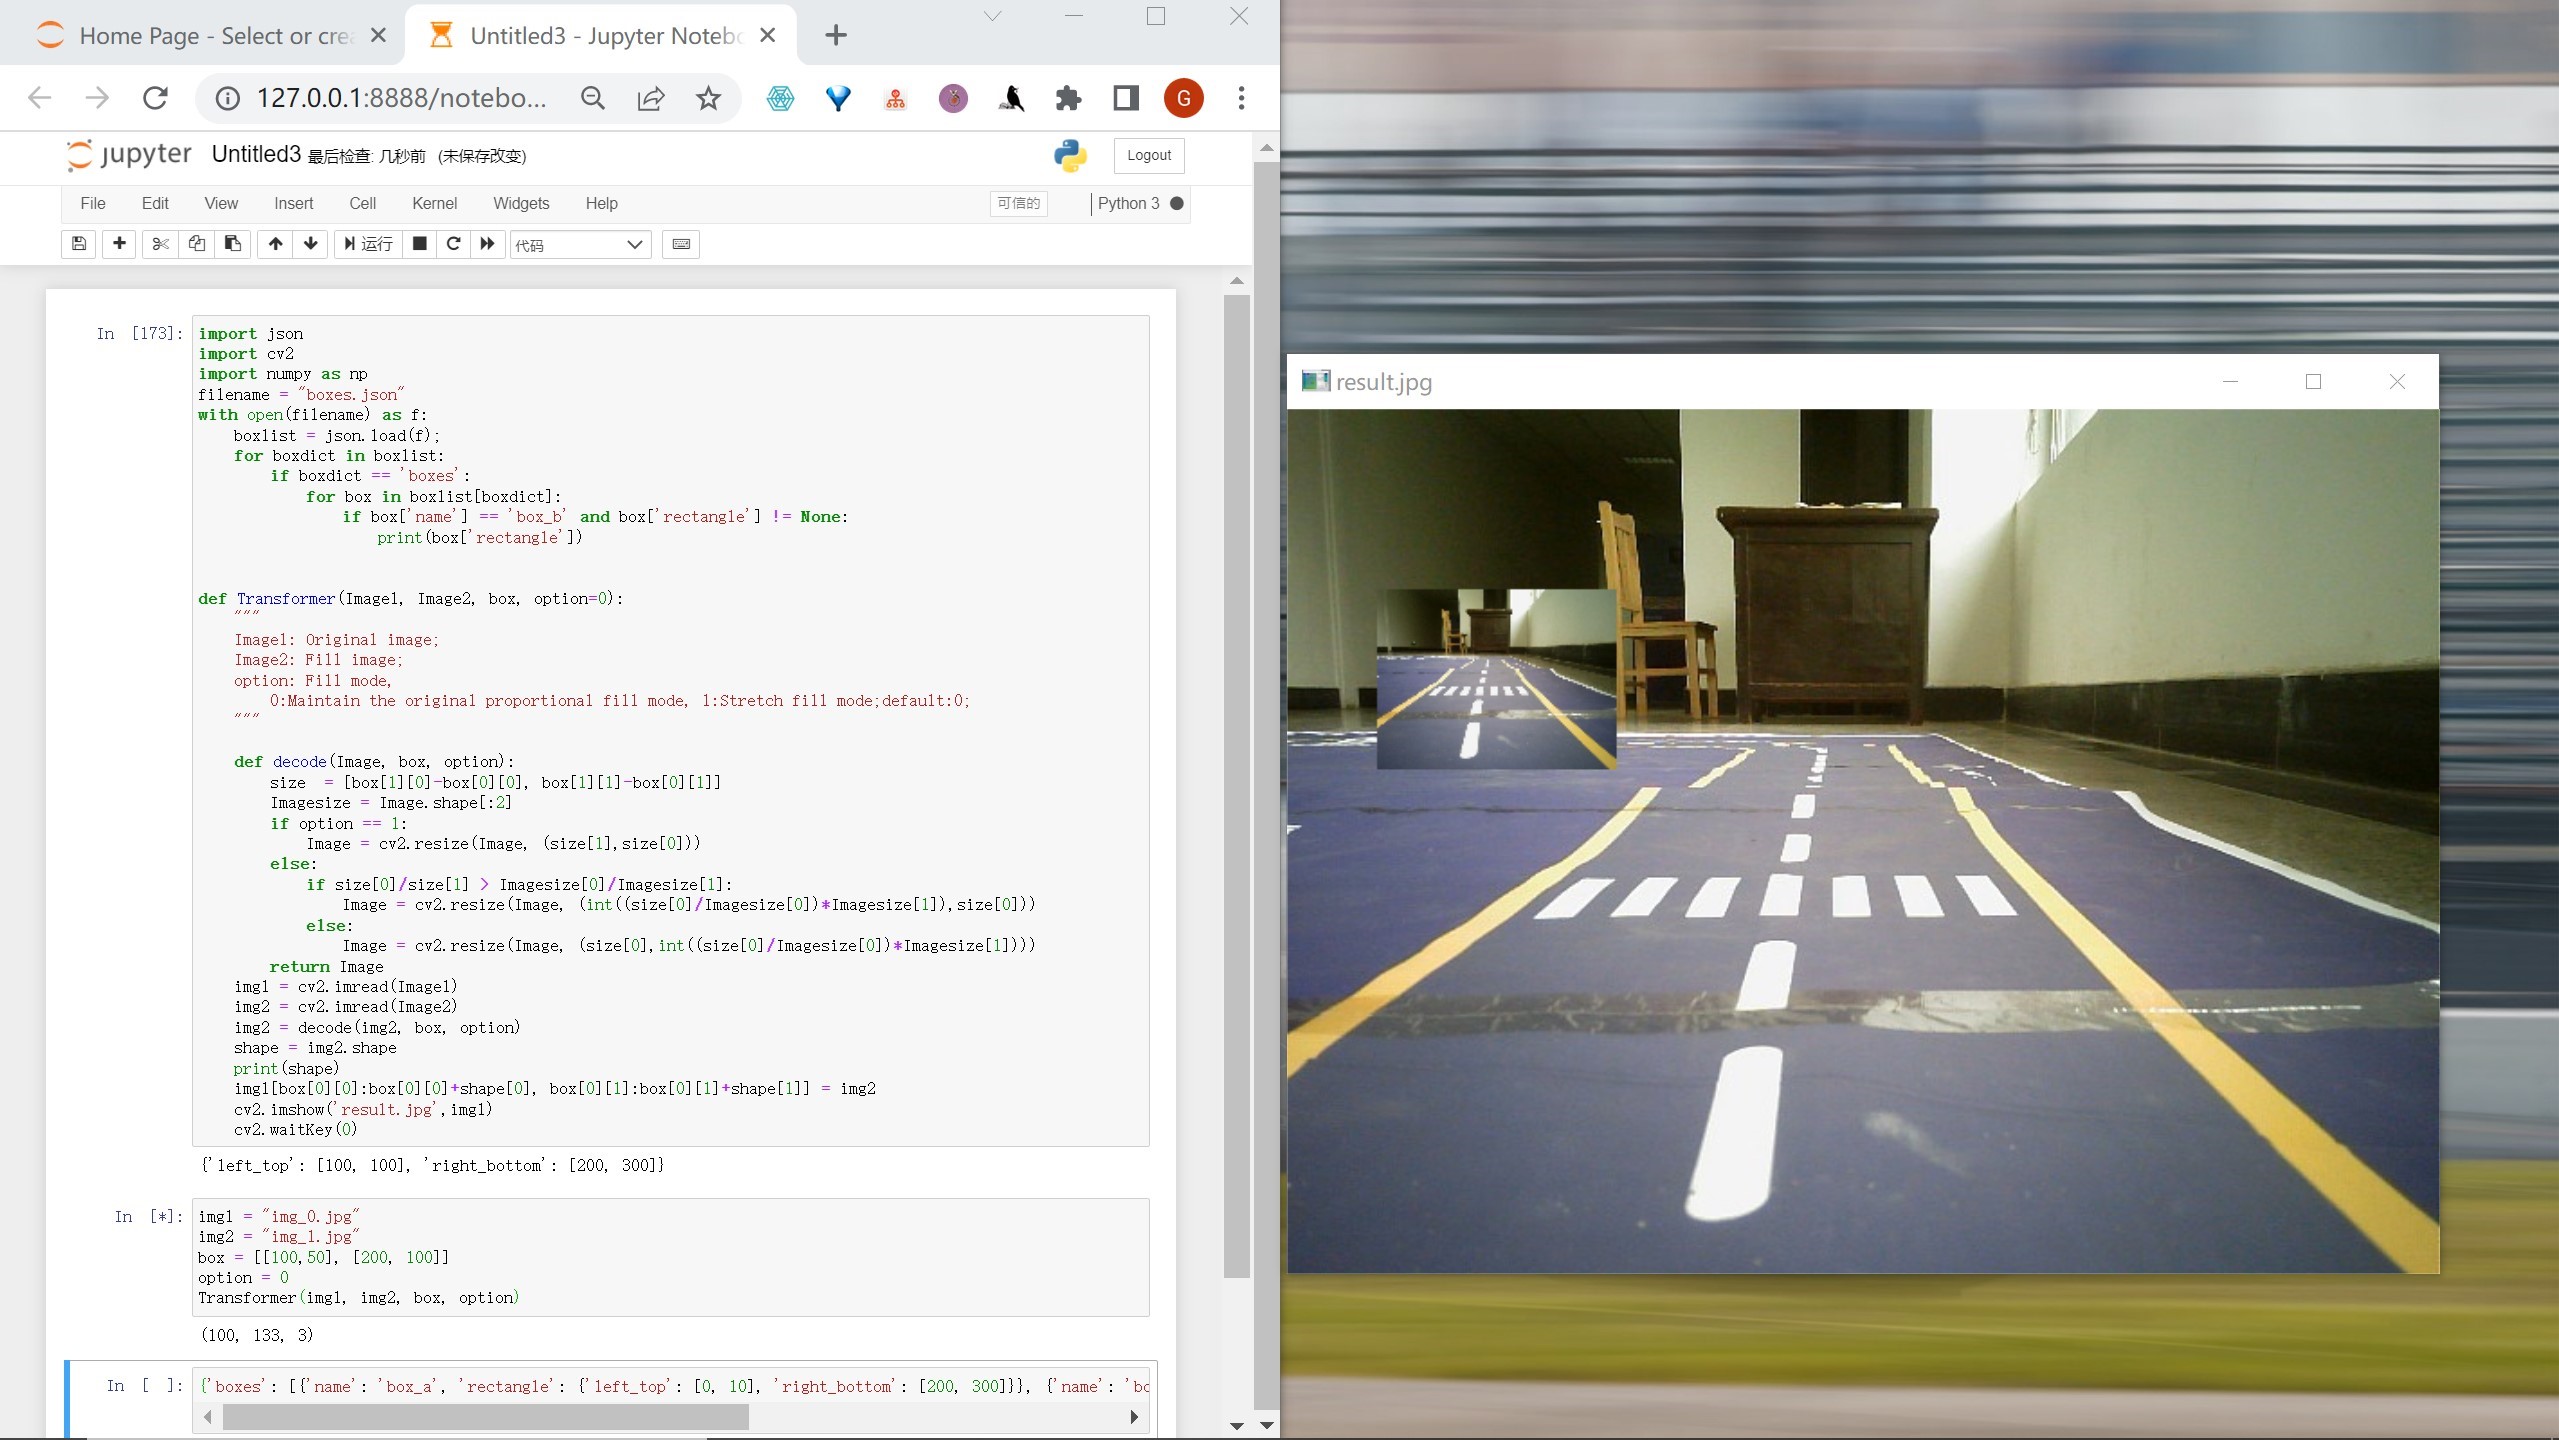 Home Page - Select or crea
Untitled3 - Jupyter Notebo
127.0.0.1:8888/notebo...
G
jupyter Untitled3 最后检查: 几秒前 (未保存改变)
Logout
File Edit View Insert Cell Kernel Widgets Help 可信的 Python 3
运行 代码
In [173]:
import json
import cv2
import numpy as np
filename = "boxes.json"
with open(filename) as f:
    boxlist = json.load(f);
    for boxdict in boxlist:
        if boxdict == 'boxes':
            for box in boxlist[boxdict]:
                if box['name'] == 'box_b' and box['rectangle'] != None:
                    print(box['rectangle'])
def Transformer(Image1, Image2, box, option=0):
    """
    Image1: Original image;
    Image2: Fill image;
    option: Fill mode,
        0:Maintain the original proportional fill mode, 1:Stretch fill mode;default:0;
    """
    def decode(Image, box, option):
        size  = [box[1][0]-box[0][0], box[1][1]-box[0][1]]
        Imagesize = Image.shape[:2]
        if option == 1:
            Image = cv2.resize(Image, (size[1],size[0]))
        else:
            if size[0]/size[1] > Imagesize[0]/Imagesize[1]:
                Image = cv2.resize(Image, (int((size[0]/Imagesize[0])*Imagesize[1]),size[0]))
            else:
                Image = cv2.resize(Image, (size[0],int((size[0]/Imagesize[0])*Imagesize[1])))
        return Image
    img1 = cv2.imread(Image1)
    img2 = cv2.imread(Image2)
    img2 = decode(img2, box, option)
    shape = img2.shape
    print(shape)
    img1[box[0][0]:box[0][0]+shape[0], box[0][1]:box[0][1]+shape[1]] = img2
    cv2.imshow('result.jpg',img1)
    cv2.waitKey(0)
{'left_top': [100, 100], 'right_bottom': [200, 300]}
In [*]:
img1 = "img_0.jpg"
img2 = "img_1.jpg"
box = [[100,50], [200, 100]]
option = 0
Transformer(img1, img2, box, option)
(100, 133, 3)
In [ ]:
{'boxes': [{'name': 'box_a', 'rectangle': {'left_top': [0, 10], 'right_bottom': [200, 300]}}, {'name': 'bo
result.jpg